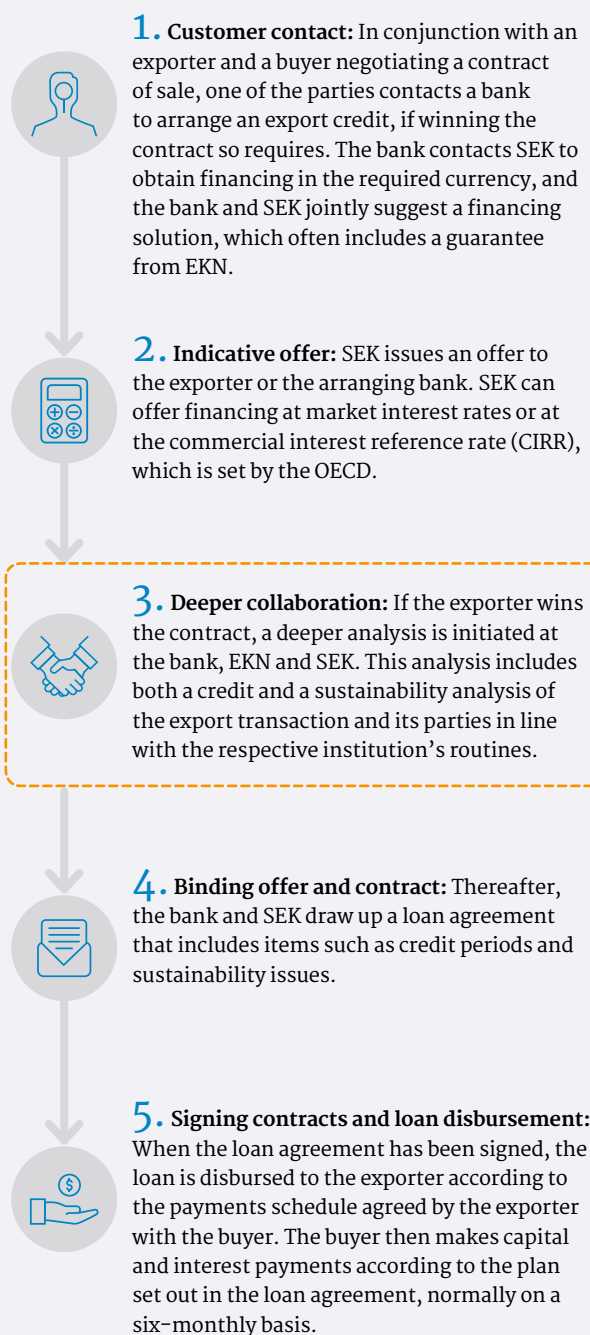 1. Customer contact: In conjunction with an
exporter and a buyer negotiating a contract
of sale, one of the parties contacts a bank
to arrange an export credit, if winning the
contract so requires. The bank contacts SEK to
obtain financing in the required currency, and
the bank and SEK jointly suggest a financing
solution, which often includes a guarantee
from EKN.
2. Indicative offer: SEK issues an offer to
the exporter or the arranging bank. SEK can
offer financing at market interest rates or at
the commercial interest reference rate (CIRR),
which is set by the OECD.
3. Deeper collaboration: If the exporter wins
the contract, a deeper analysis is initiated at
the bank, EKN and SEK. This analysis includes
both a credit and a sustainability analysis of
the export transaction and its parties in line
with the respective institution’s routines.
4. Binding offer and contract: Thereafter,
the bank and SEK draw up a loan agreement
that includes items such as credit periods and
sustainability issues.
5. Signing contracts and loan disbursement:
When the loan agreement has been signed, the
loan is disbursed to the exporter according to
the payments schedule agreed by the exporter
with the buyer. The buyer then makes capital
and interest payments according to the plan
set out in the loan agreement, normally on a
six-monthly basis.
$